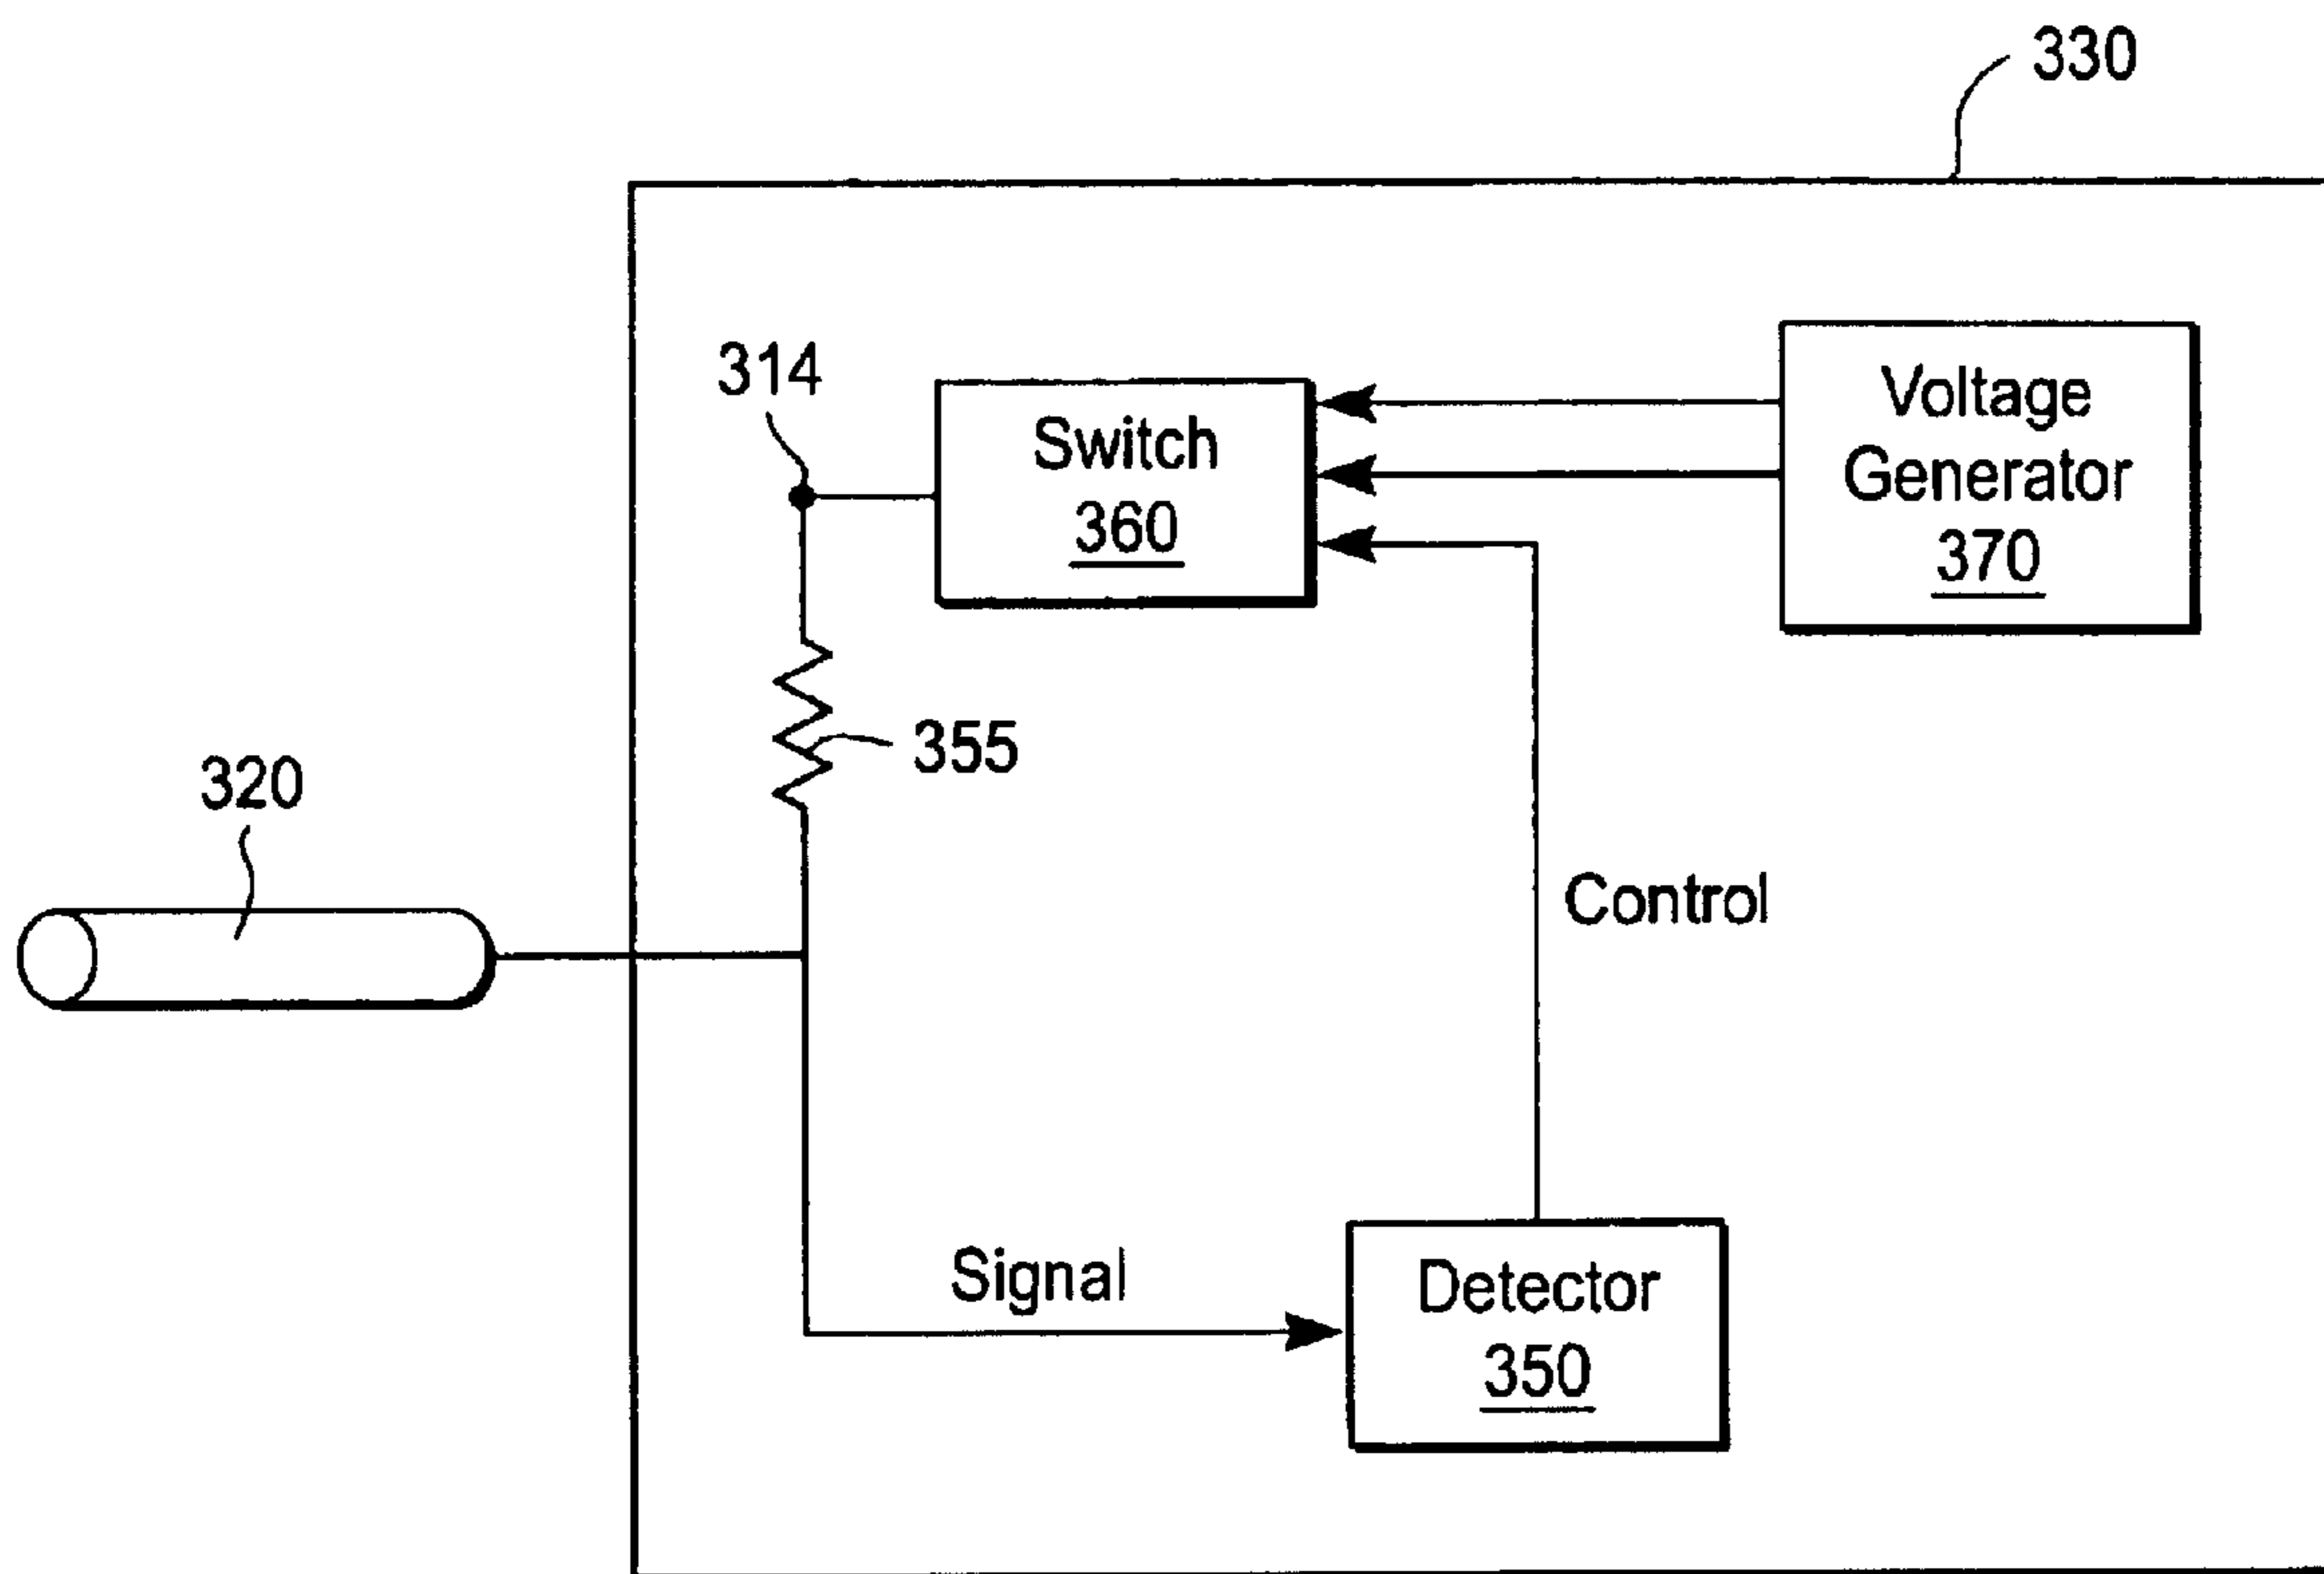 330
314
Switch
360
Voltage
Generator
370
355
320
Control
Signal
Detector
350